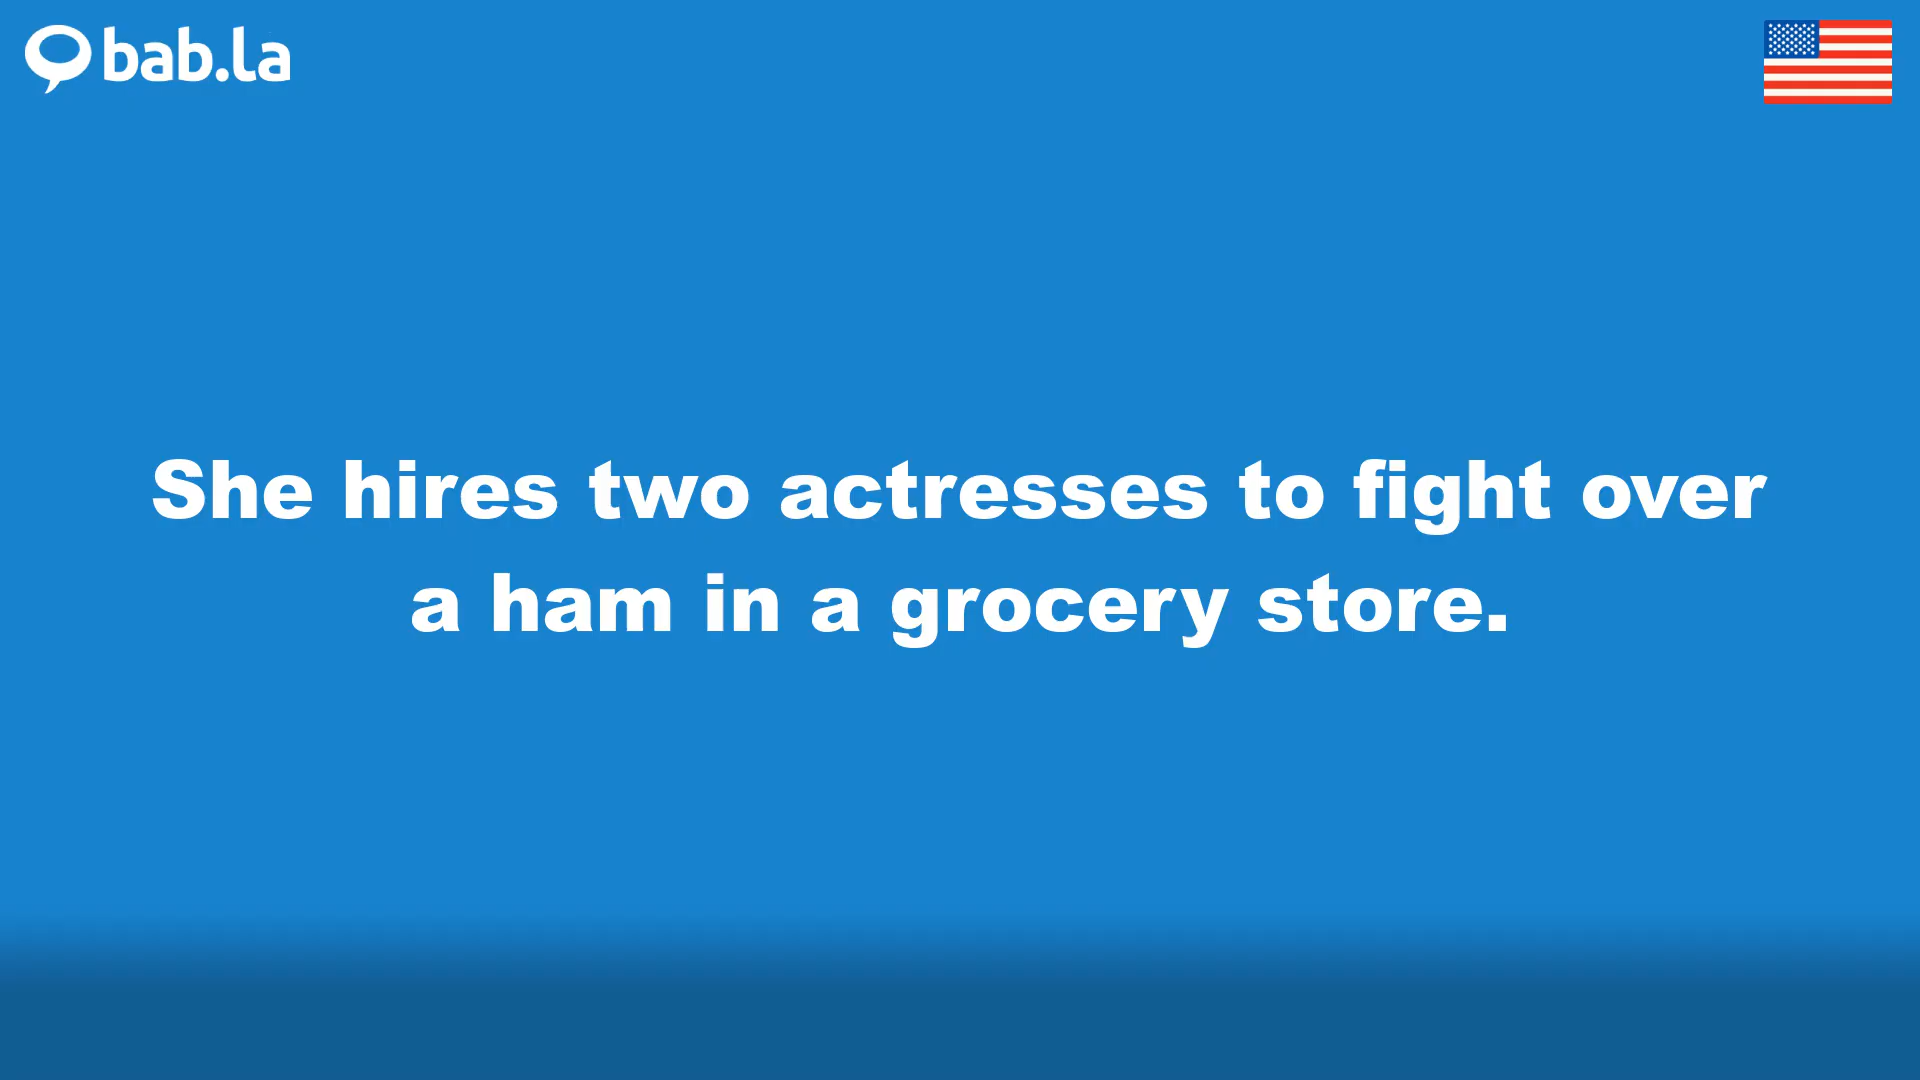 bab.la
She hires two actresses to fight over
a ham in a grocery store.